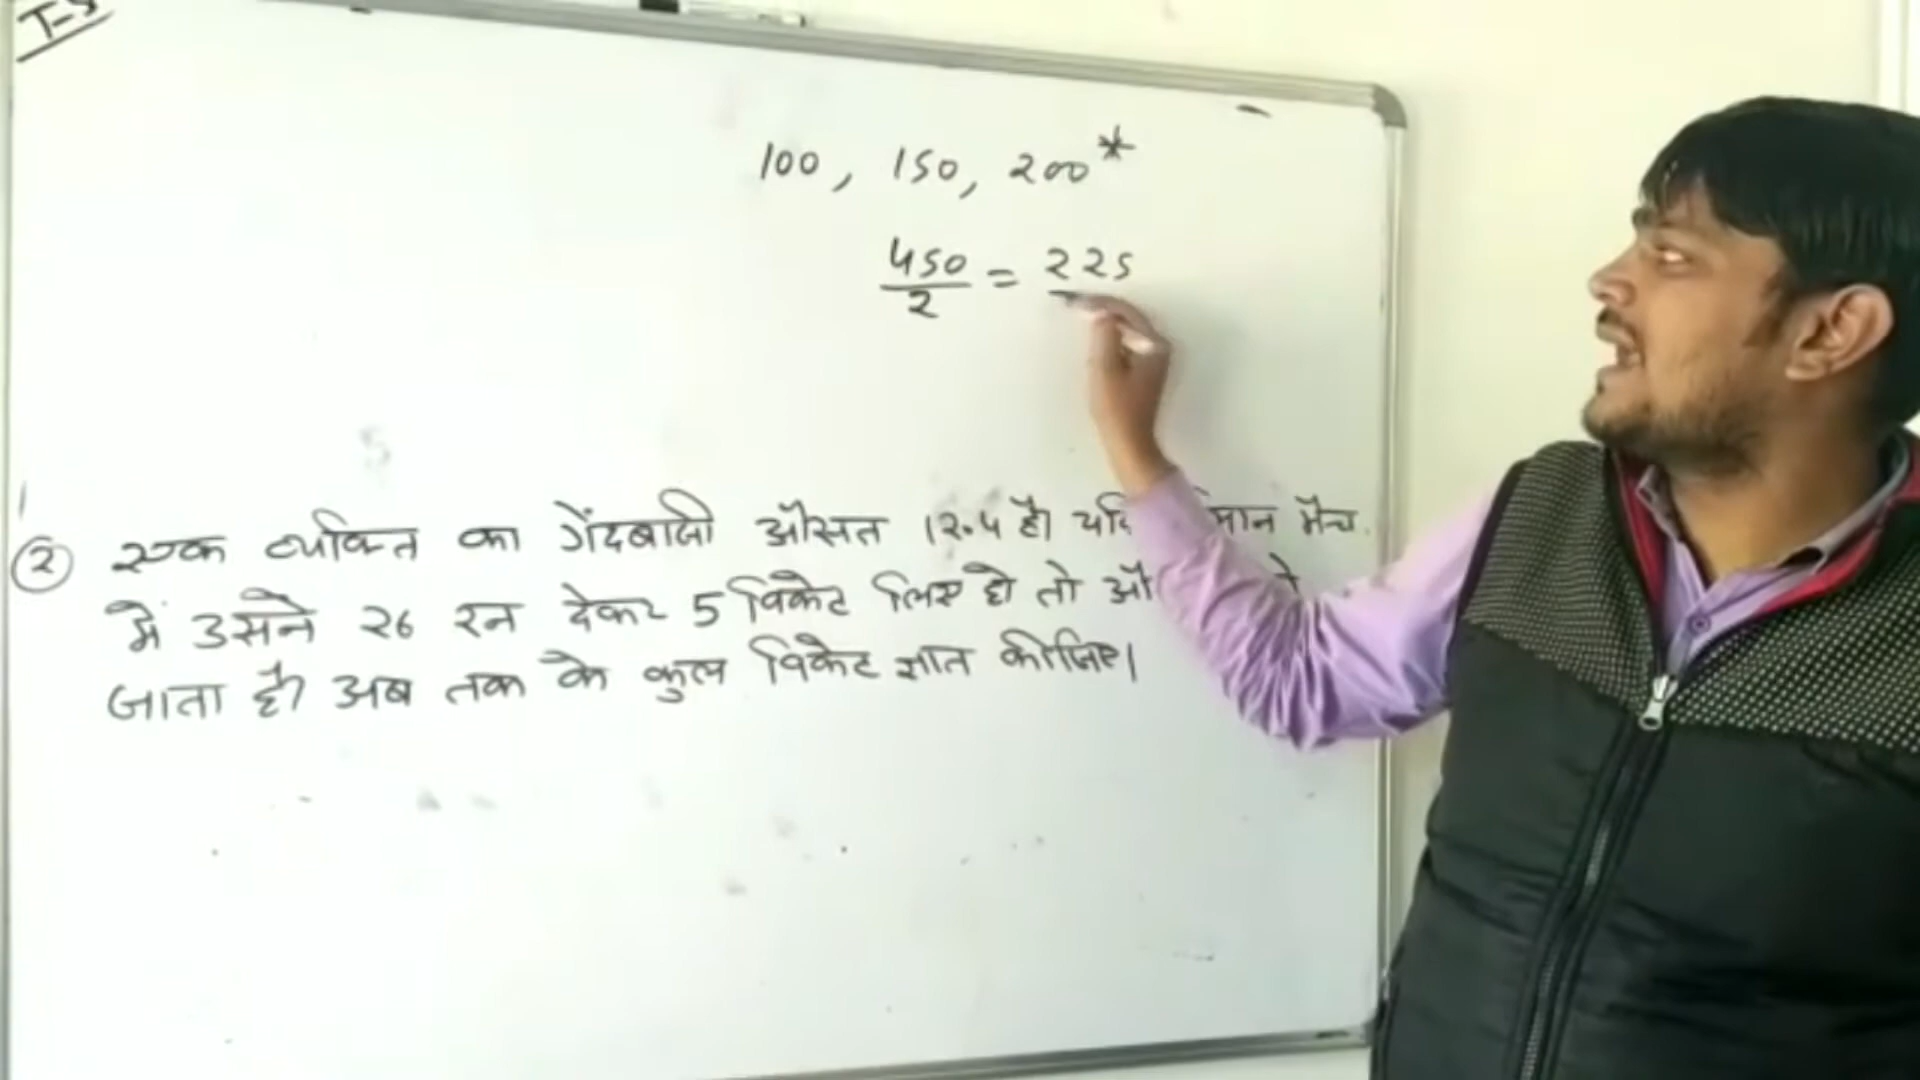 T-5
100, 150, 200*
450/2 = 225
② एक व्यक्ति का गेंदबाजी औसत 12.4 है। मैच
में उसने 26 रन देकर 5 विकेट लिए हो तो
जाता है। अब तक के कुल विकेट ज्ञात कीजिए।